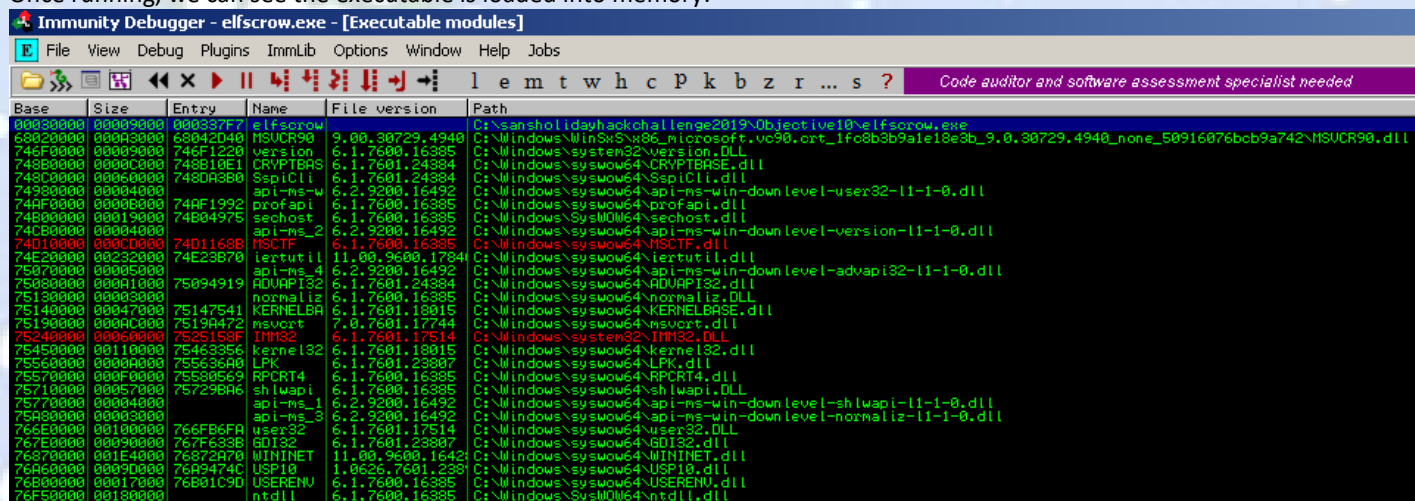 Once running, we can see the executable is loaded into memory:
Immunity Debugger - elfscrow.exe - [Executable modules]
E File View Debug Plugins ImmLib Options Window Help Jobs
l e m t w h c P k b z r ... s ? Code auditor and software assessment specialist needed
Base Size Entry Name File version Path
00030000 00009000 000337F7 elfscrow C:\sansholidayhackchallenge2019\Objective10\elfscrow.exe
68020000 000A3000 68042D40 MSVCR90 9.00.30729.4940 C:\Windows\WinSxS\x86_microsoft.vc90.crt_1fc8b3b9a1e18e3b_9.0.30729.4940_none_50916076bcb9a742\MSVCR90.dll
746F0000 00009000 746F1220 version 6.1.7600.16385 C:\Windows\system32\version.DLL
748B0000 0000C000 748B10E1 CRYPTBAS 6.1.7601.24384 C:\Windows\syswow64\CRYPTBASE.dll
748C0000 00060000 748DA3B0 SspiCli 6.1.7601.24384 C:\Windows\syswow64\SspiCli.dll
74980000 00004000 api-ms-w 6.2.9200.16492 C:\Windows\syswow64\api-ms-win-downlevel-user32-l1-1-0.dll
74AF0000 0000B000 74AF1992 profapi 6.1.7600.16385 C:\Windows\syswow64\profapi.dll
74B00000 00019000 74B04975 sechost 6.1.7600.16385 C:\Windows\SysWOW64\sechost.dll
74CB0000 00004000 api-ms_2 6.2.9200.16492 C:\Windows\syswow64\api-ms-win-downlevel-version-l1-1-0.dll
74D10000 000CD000 74D1168B MSCTF 6.1.7600.16385 C:\Windows\syswow64\MSCTF.dll
74E20000 00232000 74E23B70 iertutil 11.00.9600.1784 C:\Windows\syswow64\iertutil.dll
75070000 00005000 api-ms_4 6.2.9200.16492 C:\Windows\syswow64\api-ms-win-downlevel-advapi32-l1-1-0.dll
75080000 000A1000 75094919 ADVAPI32 6.1.7601.24384 C:\Windows\syswow64\ADVAPI32.dll
75130000 00003000 normaliz 6.1.7600.16385 C:\Windows\syswow64\normaliz.DLL
75140000 00047000 75147541 KERNELBA 6.1.7601.18015 C:\Windows\syswow64\KERNELBASE.dll
75190000 000AC000 7519A472 msvcrt 7.0.7601.17744 C:\Windows\syswow64\msvcrt.dll
75240000 00060000 7525158F IMM32 6.1.7601.17514 C:\Windows\system32\IMM32.DLL
75450000 00110000 75463356 kernel32 6.1.7601.18015 C:\Windows\syswow64\kernel32.dll
75560000 0000A000 755636A0 LPK 6.1.7601.23807 C:\Windows\syswow64\LPK.dll
75570000 000F0000 75580569 RPCRT4 6.1.7600.16385 C:\Windows\syswow64\RPCRT4.dll
75710000 00057000 75729BA6 shlwapi 6.1.7600.16385 C:\Windows\syswow64\shlwapi.DLL
75770000 00004000 api-ms_1 6.2.9200.16492 C:\Windows\syswow64\api-ms-win-downlevel-shlwapi-l1-1-0.dll
75A80000 00003000 api-ms_3 6.2.9200.16492 C:\Windows\syswow64\api-ms-win-downlevel-normaliz-l1-1-0.dll
766E0000 00100000 766FB6FA user32 6.1.7601.17514 C:\Windows\syswow64\user32.DLL
767E0000 00090000 767F633B GDI32 6.1.7601.23807 C:\Windows\syswow64\GDI32.dll
76870000 001E4000 76872A70 WININET 11.00.9600.1642 C:\Windows\syswow64\WININET.dll
76A60000 0009D000 76A9474C USP10 1.0626.7601.238 C:\Windows\syswow64\USP10.dll
76B00000 00017000 76B01C9D USERENV 6.1.7600.16385 C:\Windows\syswow64\USERENV.dll
76F50000 00180000 ntdll 6.1.7600.16385 C:\Windows\SysWOW64\ntdll.dll